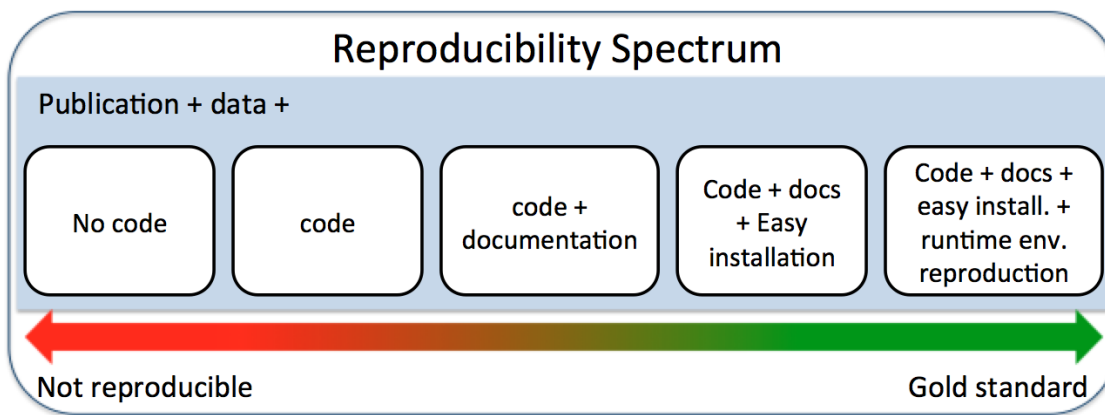 Reproducibility Spectrum
Publication + data +
No code
code
code +
documentation
Code + docs
+ Easy
installation
Code + docs +
easy install. +
runtime env.
reproduction
Not reproducible
Gold standard